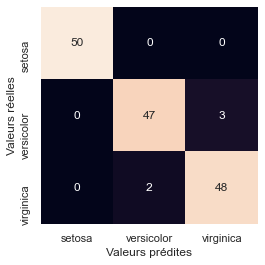 Valeurs réelles
setosa
50 0 0
versicolor
0 47 3
virginica
0 2 48
setosa versicolor virginica
Valeurs prédites